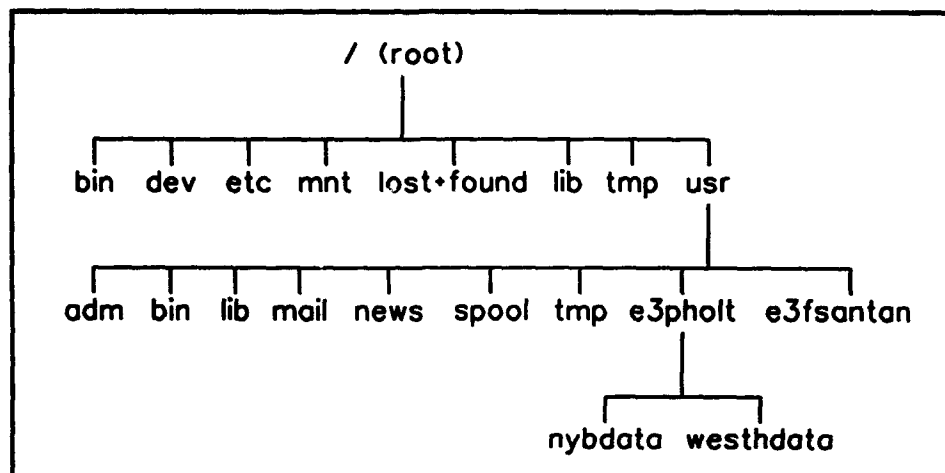 / (root)
bin dev etc mnt lost+found lib tmp usr
adm bin lib mail news spool tmp e3pholt e3fsantan
nybdata westhdata